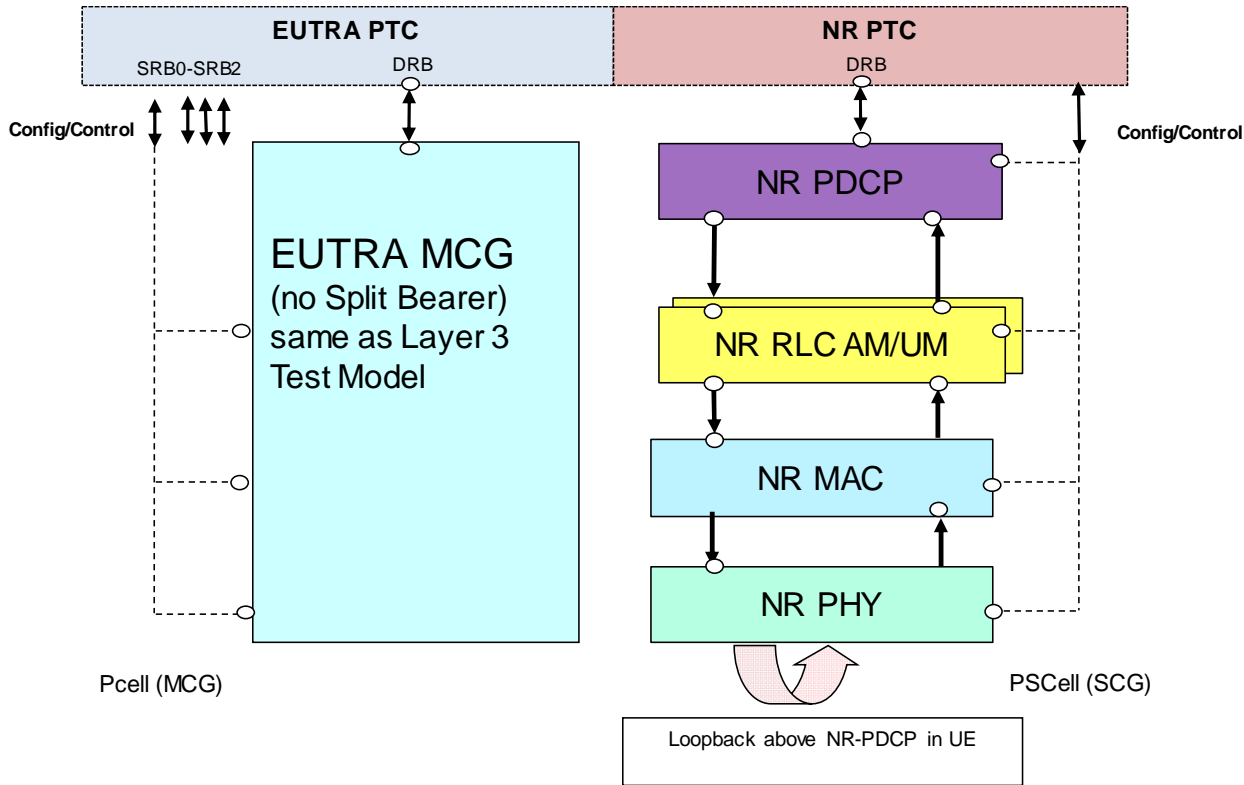 EUTRA PTC
NR PTC
SRB0-SRB2
DRB
DRB
Config/Control
Config/Control
EUTRA MCG
(no Split Bearer)
same as Layer 3
Test Model
NR PDCP
NR RLC AM/UM
NR MAC
NR PHY
Pcell (MCG)
PSCell (SCG)
Loopback above NR-PDCP in UE